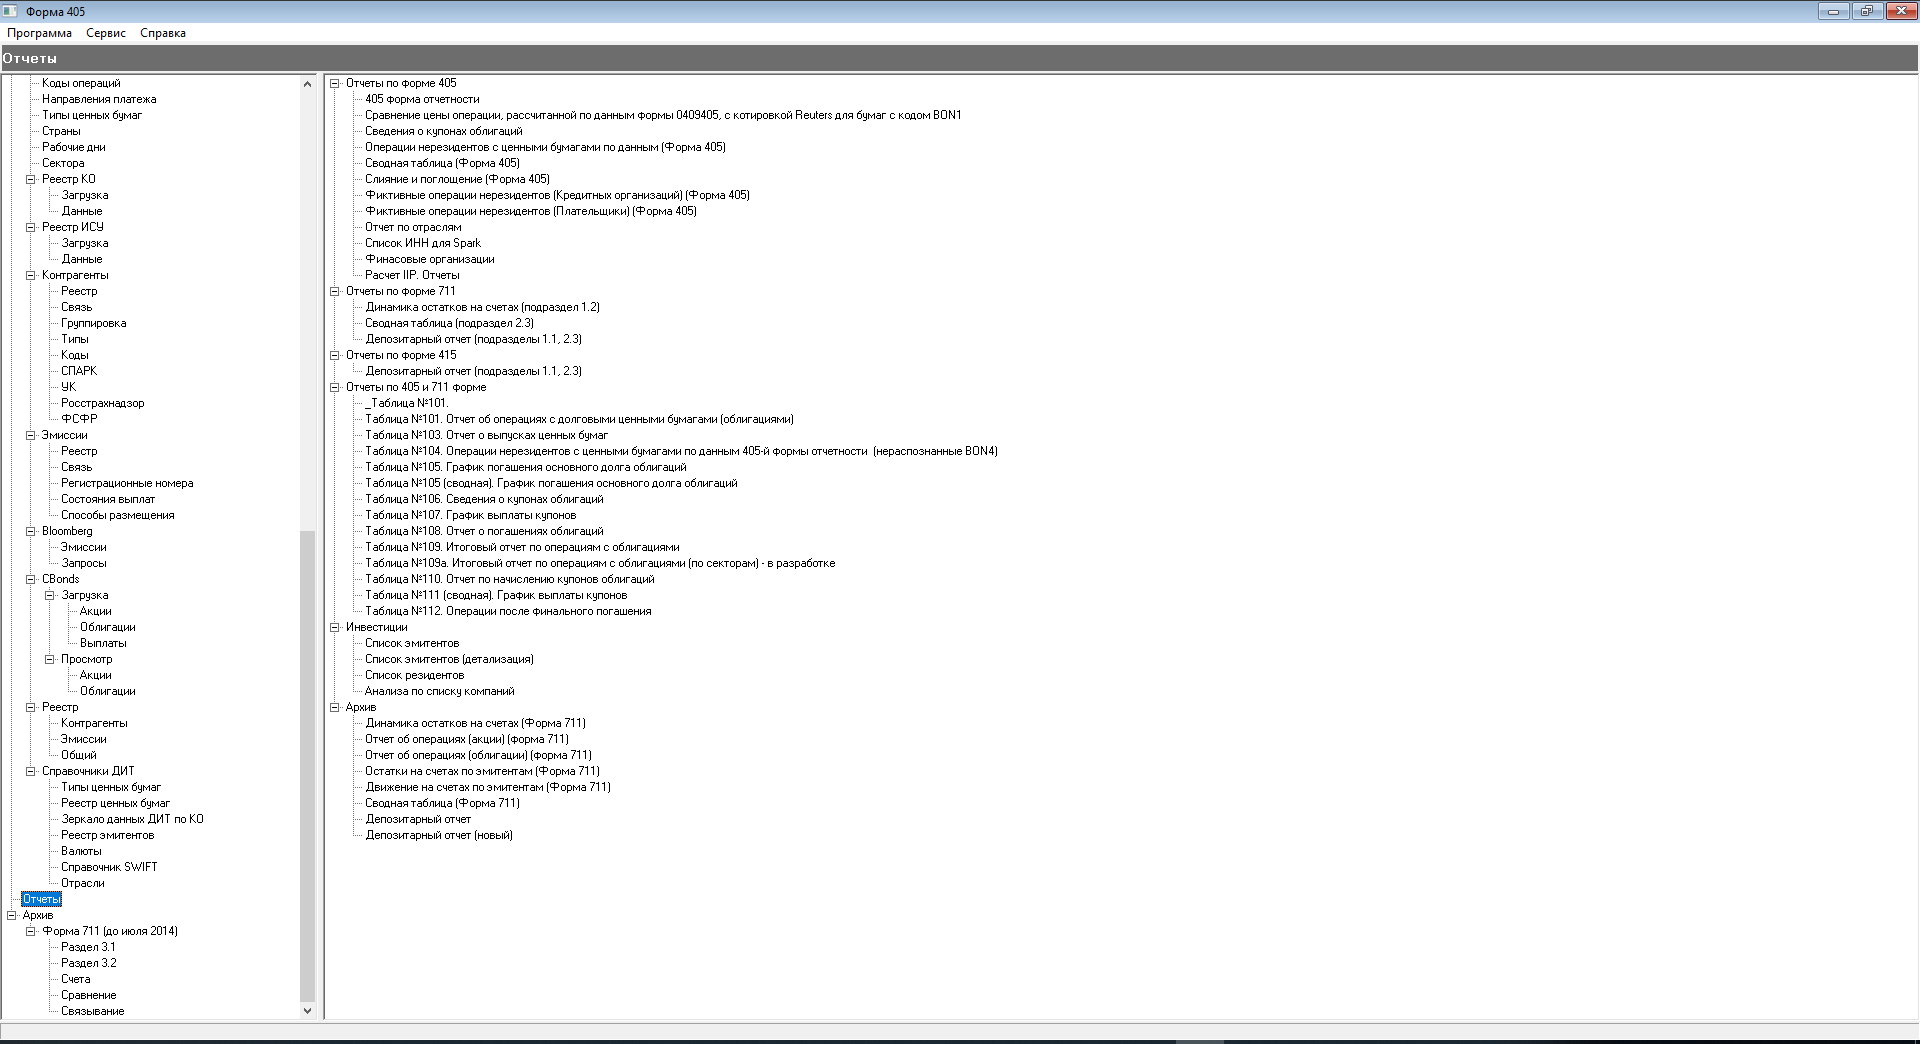 Форма 405
Программа Сервис Справка
Отчеты
Коды операций
Направления платежа
Типы ценных бумаг
Страны
Рабочие дни
Сектора
Реестр КО
Загрузка
Данные
Реестр ИСУ
Загрузка
Данные
Контрагенты
Реестр
Связь
Группировка
Типы
Коды
СПАРК
УК
Росстрахнадзор
ФСФР
Эмиссии
Реестр
Связь
Регистрационные номера
Состояния выплат
Способы размещения
Bloomberg
Эмиссии
Запросы
CBonds
Загрузка
Акции
Облигации
Выплаты
Просмотр
Акции
Облигации
Реестр
Контрагенты
Эмиссии
Общий
Справочники ДИТ
Типы ценных бумаг
Реестр ценных бумаг
Зеркало данных ДИТ по КО
Реестр эмитентов
Валюты
Справочник SWIFT
Отрасли
Отчеты
Архив
Форма 711 (до июля 2014)
Раздел 3.1
Раздел 3.2
Счета
Сравнение
Связывание
Отчеты по форме 405
405 форма отчетности
Сравнение цены операции, рассчитанной по данным формы 0409405, с котировкой Reuters для бумаг с кодом BON1
Сведения о купонах облигаций
Операции нерезидентов с ценными бумагами по данным (Форма 405)
Сводная таблица (Форма 405)
Слияние и поглощение (Форма 405)
Фиктивные операции нерезидентов (Кредитных организаций) (Форма 405)
Фиктивные операции нерезидентов (Плательщики) (Форма 405)
Отчет по отраслям
Список ИНН для Spark
Финасовые организации
Расчет IIP. Отчеты
Отчеты по форме 711
Динамика остатков на счетах (подраздел 1.2)
Сводная таблица (подраздел 2.3)
Депозитарный отчет (подразделы 1.1, 2.3)
Отчеты по форме 415
Депозитарный отчет (подразделы 1.1, 2.3)
Отчеты по 405 и 711 форме
_Таблица №101.
Таблица №101. Отчет об операциях с долговыми ценными бумагами (облигациями)
Таблица №103. Отчет о выпусках ценных бумаг
Таблица №104. Операции нерезидентов с ценными бумагами по данным 405-й формы отчетности  (нераспознанные BON4)
Таблица №105. График погашения основного долга облигаций
Таблица №105 (сводная). График погашения основного долга облигаций
Таблица №106. Сведения о купонах облигаций
Таблица №107. График выплаты купонов
Таблица №108. Отчет о погашениях облигаций
Таблица №109. Итоговый отчет по операциям с облигациями
Таблица №109а. Итоговый отчет по операциям с облигациями (по секторам) - в разработке
Таблица №110. Отчет по начислению купонов облигаций
Таблица №111 (сводная). График выплаты купонов
Таблица №112. Операции после финального погашения
Инвестиции
Список эмитентов
Список эмитентов (детализация)
Список резидентов
Анализа по списку компаний
Архив
Динамика остатков на счетах (Форма 711)
Отчет об операциях (акции) (форма 711)
Отчет об операциях (облигации) (форма 711)
Остатки на счетах по эмитентам (Форма 711)
Движение на счетах по эмитентам (Форма 711)
Сводная таблица (Форма 711)
Депозитарный отчет
Депозитарный отчет (новый)